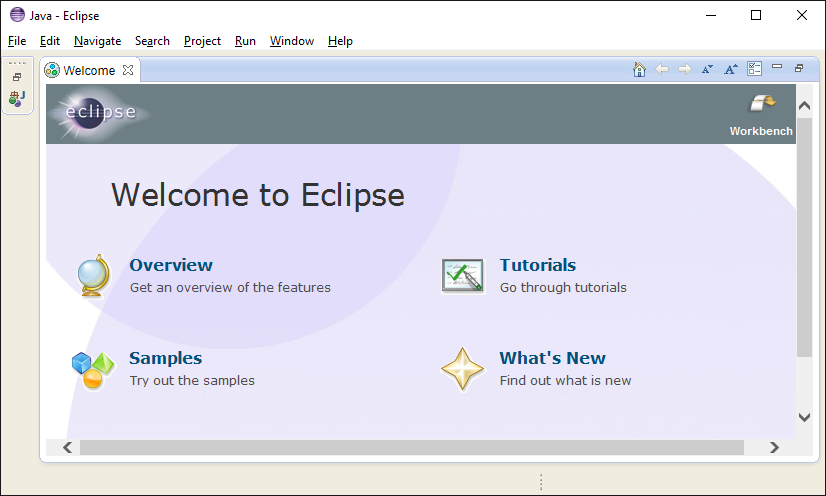 Java - Eclipse
File Edit Navigate Search Project Run Window Help
Welcome
J
A A
eclipse
Workbench
Welcome to Eclipse
Overview
Get an overview of the features
Tutorials
Go through tutorials
Samples
Try out the samples
What's New
Find out what is new